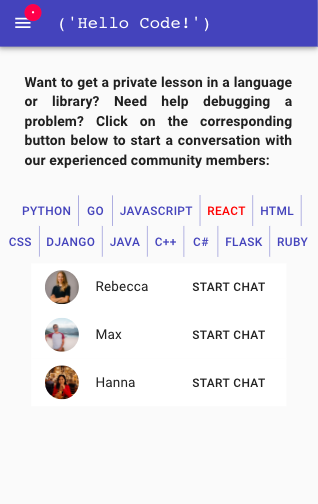 ('Hello Code!')
Want to get a private lesson in a language
or library? Need help debugging a
problem? Click on the corresponding
button below to start a conversation with
our experienced community members:
PYTHON GO JAVASCRIPT REACT HTML
CSS DJANGO JAVA C++ C# FLASK RUBY
Rebecca START CHAT
Max START CHAT
Hanna START CHAT